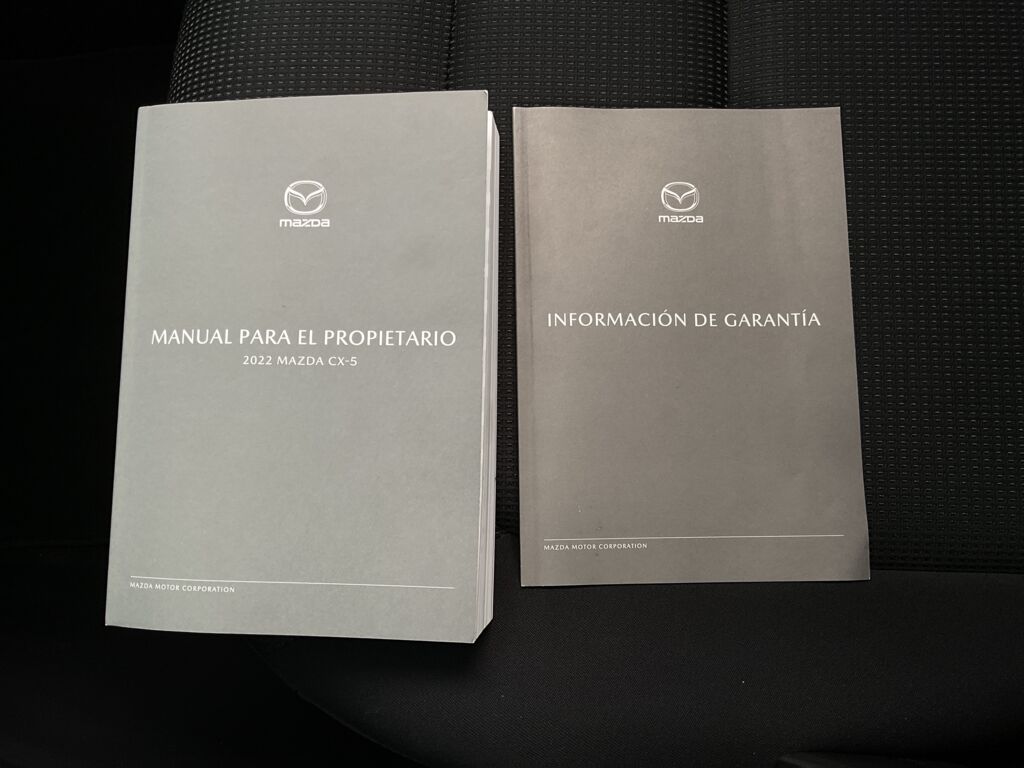 mazda
MANUAL PARA EL PROPIETARIO
2022 MAZDA CX-5
MAZDA MOTOR CORPORATION
mazda
INFORMACIÓN DE GARANTÍA
MAZDA MOTOR CORPORATION